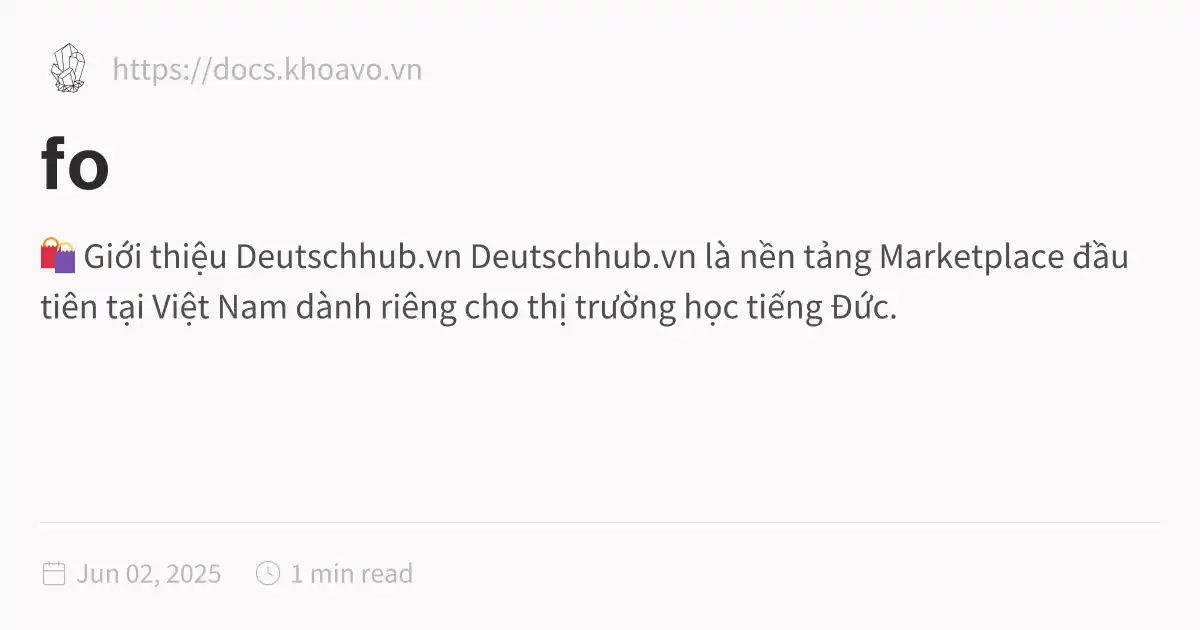 https://docs.khoavo.vn
fo
🛍️ Giới thiệu Deutschhub.vn Deutschhub.vn là nền tảng Marketplace đầu
tiên tại Việt Nam dành riêng cho thị trường học tiếng Đức.
Jun 02, 2025 1 min read